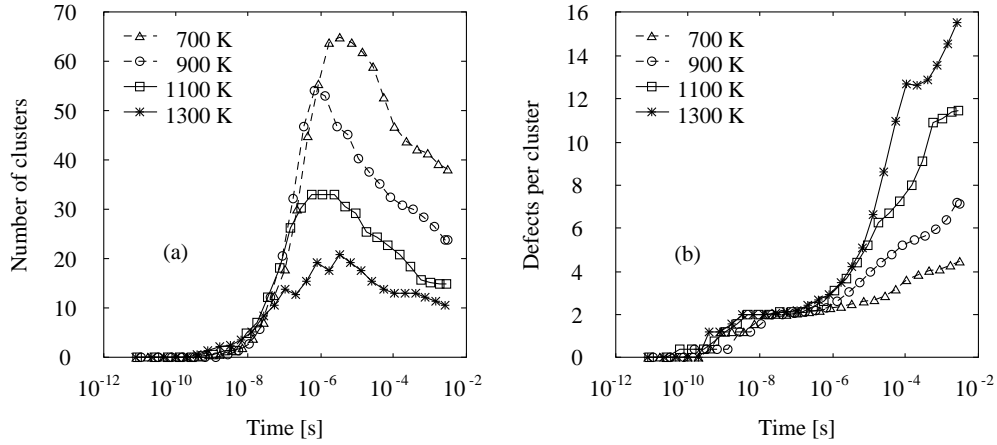 70
60
50
40
30
20
10
0
Number of clusters
700 K
900 K
1100 K
1300 K
(a)
10^-12
10^-10
10^-8
10^-6
10^-4
10^-2
Time [s]
16
14
12
10
8
6
4
2
0
Defects per cluster
700 K
900 K
1100 K
1300 K
(b)
10^-12
10^-10
10^-8
10^-6
10^-4
10^-2
Time [s]